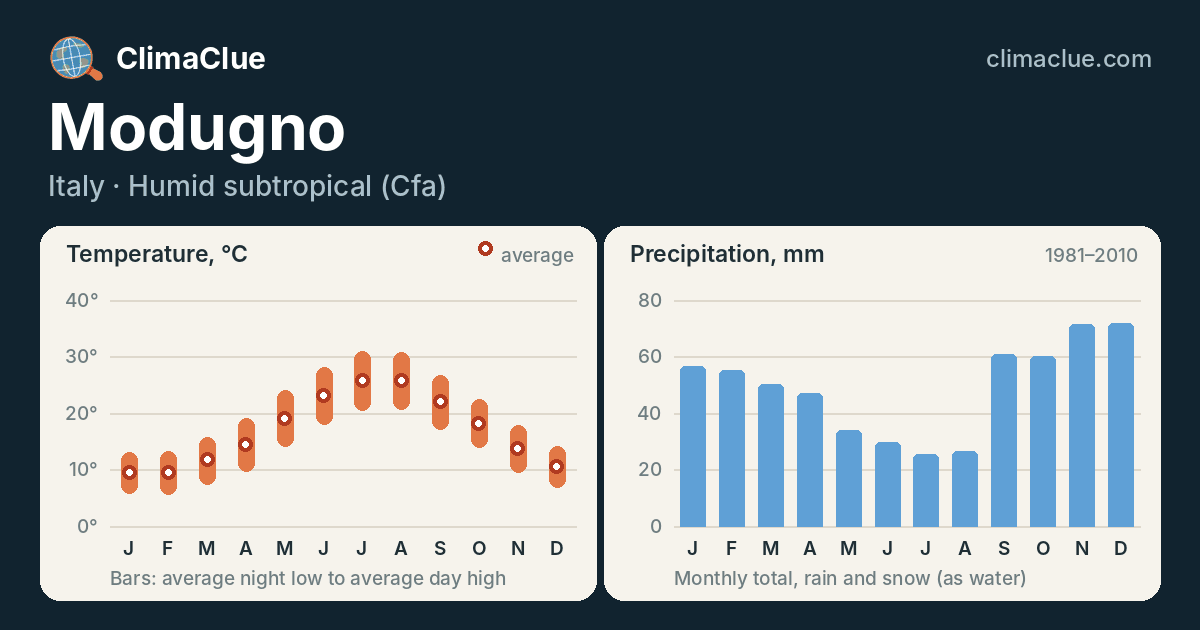 ClimaClue
climaclue.com
Modugno
Italy · Humid subtropical (Cfa)
Temperature, °C
average
40°
30°
20°
10°
0°
J F M A M J J A S O N D
Bars: average night low to average day high
Precipitation, mm
1981–2010
80
60
40
20
0
J F M A M J J A S O N D
Monthly total, rain and snow (as water)